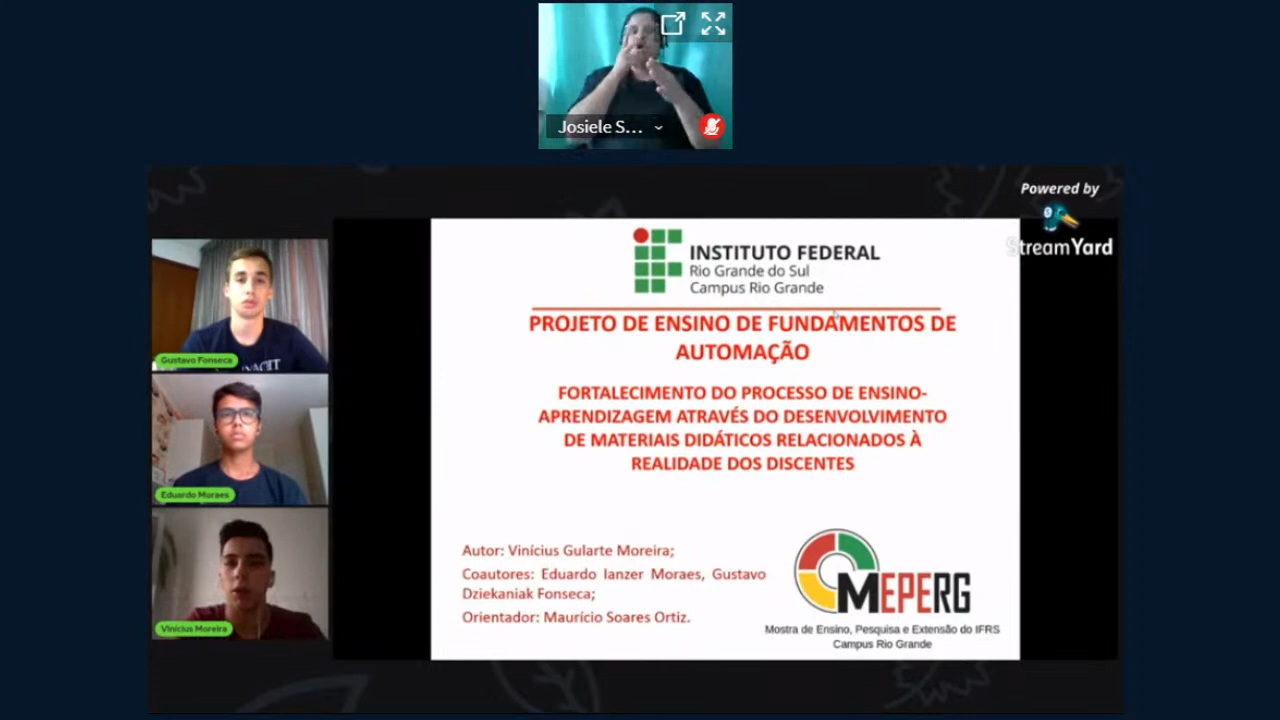 Josiele S...
Powered by
StreamYard
INSTITUTO FEDERAL
Rio Grande do Sul
Campus Rio Grande
PROJETO DE ENSINO DE FUNDAMENTOS DE
AUTOMAÇÃO
FORTALECIMENTO DO PROCESSO DE ENSINO-
APRENDIZAGEM ATRAVÉS DO DESENVOLVIMENTO
DE MATERIAIS DIDÁTICOS RELACIONADOS À
REALIDADE DOS DISCENTES
Gustavo Fonseca
Eduardo Moraes
Vinícius Moreira
Autor: Vinícius Gularte Moreira;
Coautores: Eduardo Ianzer Moraes, Gustavo
Dziekaniak Fonseca;
Orientador: Maurício Soares Ortiz.
MEPERG
Mostra de Ensino, Pesquisa e Extensão do IFRS
Campus Rio Grande